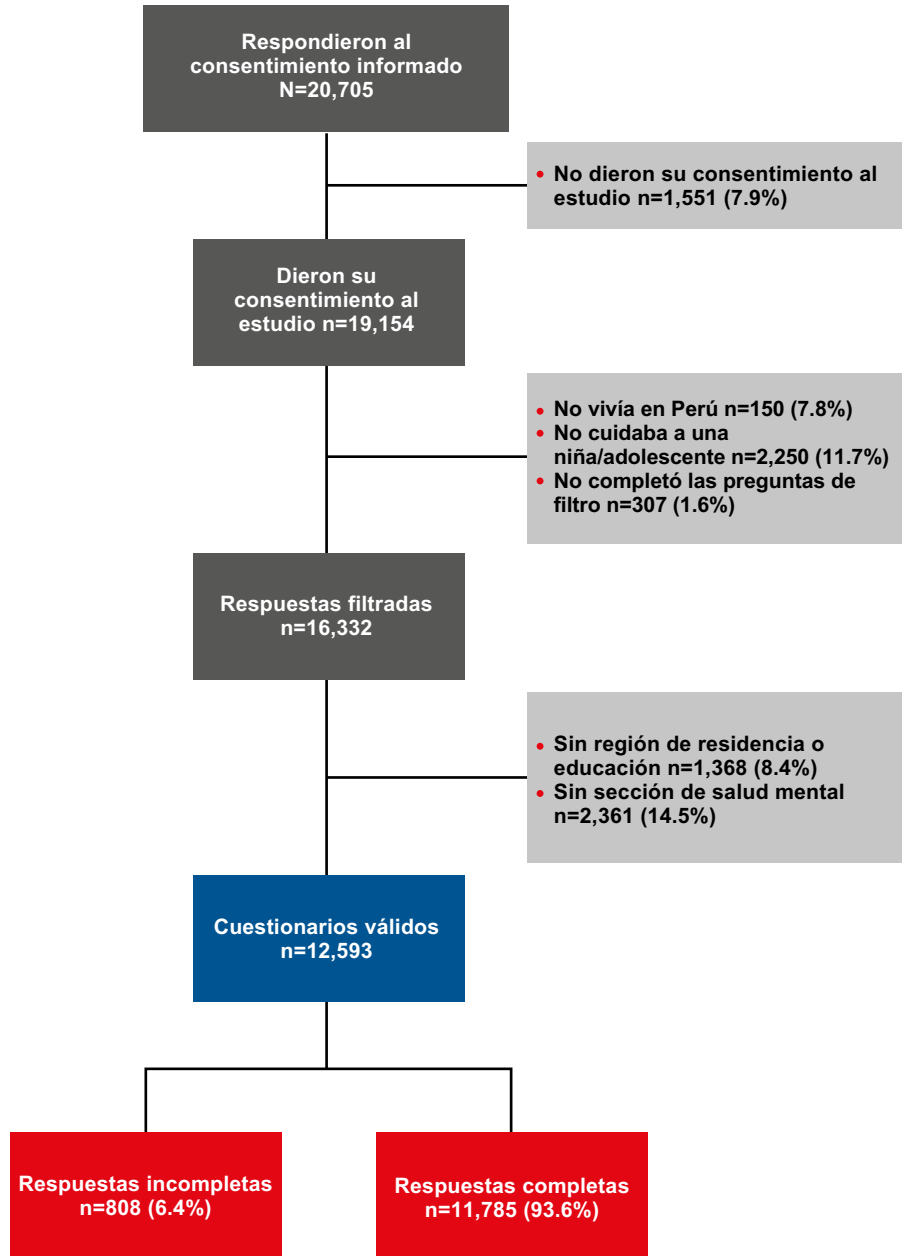 Respondieron al
consentimiento informado
N=20,705
No dieron su consentimiento al
estudio n=1,551 (7.9%)
Dieron su
consentimiento al
estudio n=19,154
No vivía en Perú n=150 (7.8%)
No cuidaba a una
niña/adolescente n=2,250 (11.7%)
No completó las preguntas de
filtro n=307 (1.6%)
Respuestas filtradas
n=16,332
Sin región de residencia o
educación n=1,368 (8.4%)
Sin sección de salud mental
n=2,361 (14.5%)
Cuestionarios válidos
n=12,593
Respuestas incompletas
n=808 (6.4%)
Respuestas completas
n=11,785 (93.6%)